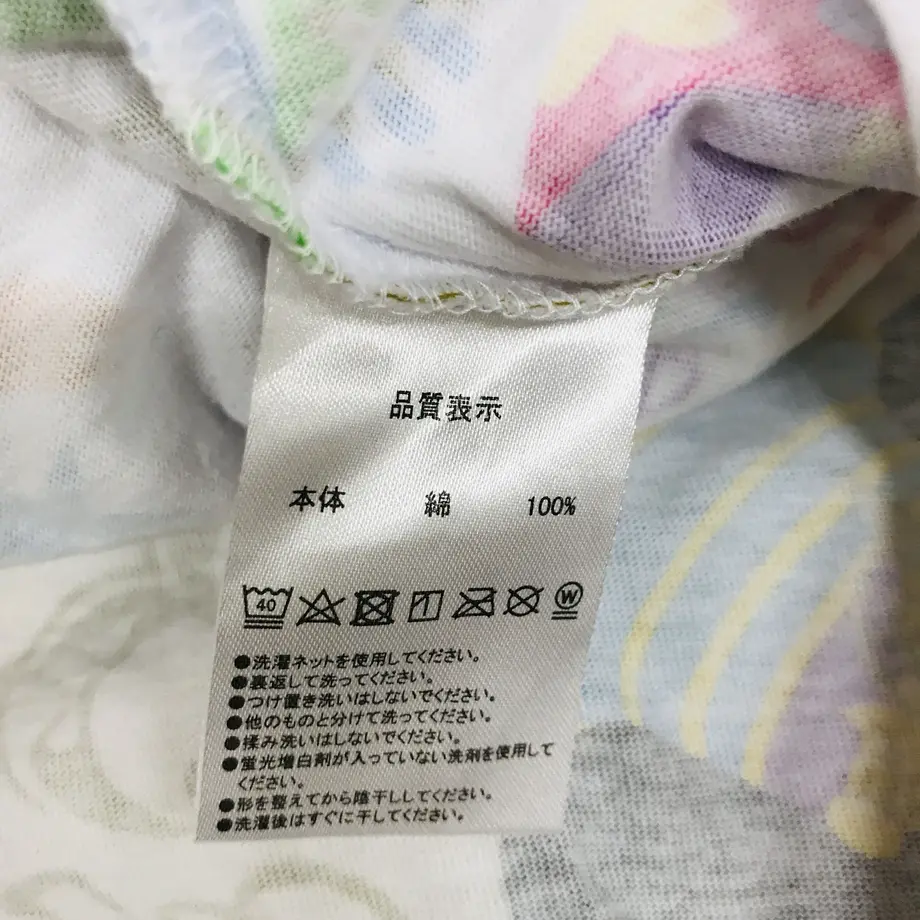 品質表示
本体 綿 100%
40 W
●洗濯ネットを使用してください。
●裏返して洗ってください。
●つけ置き洗いはしないでください。
●他のものと分けて洗ってください。
●揉み洗いはしないでください。
●蛍光増白剤が入っていない洗剤を使用して
ください。
●形を整えてから陰干ししてください。
●洗濯後はすぐに干してください。